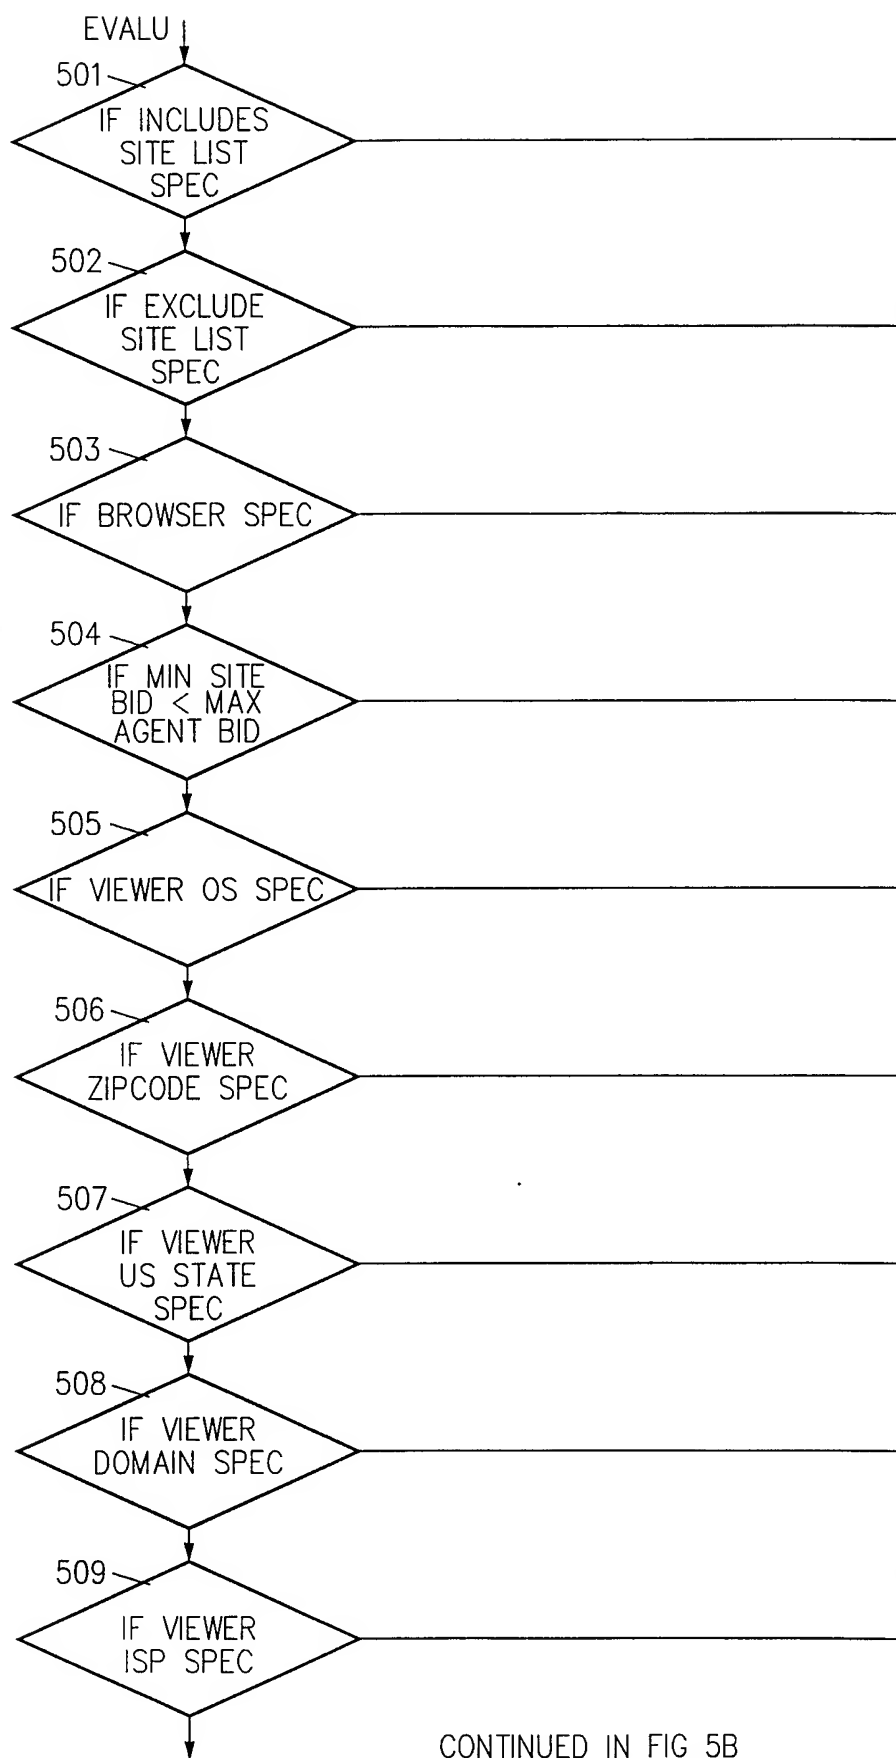 EVALU
501
IF INCLUDES
SITE LIST
SPEC
502
IF EXCLUDE
SITE LIST
SPEC
503
IF BROWSER SPEC
504
IF MIN SITE
BID < MAX
AGENT BID
505
IF VIEWER OS SPEC
506
IF VIEWER
ZIPCODE SPEC
507
IF VIEWER
US STATE
SPEC
508
IF VIEWER
DOMAIN SPEC
509
IF VIEWER
ISP SPEC
CONTINUED IN FIG 5B